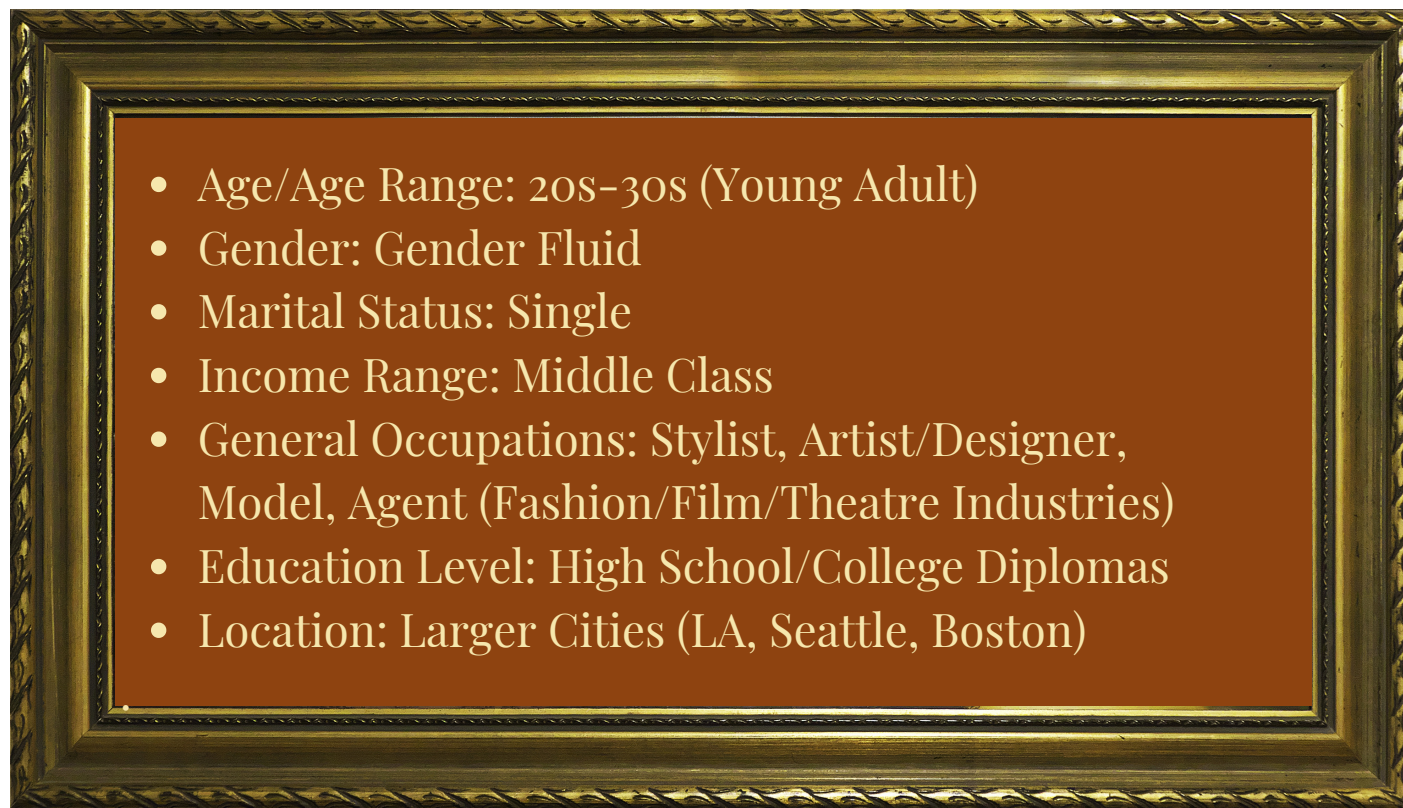 • Age/Age Range: 20s-30s (Young Adult)
• Gender: Gender Fluid
• Marital Status: Single
• Income Range: Middle Class
• General Occupations: Stylist, Artist/Designer,
Model, Agent (Fashion/Film/Theatre Industries)
• Education Level: High School/College Diplomas
• Location: Larger Cities (LA, Seattle, Boston)